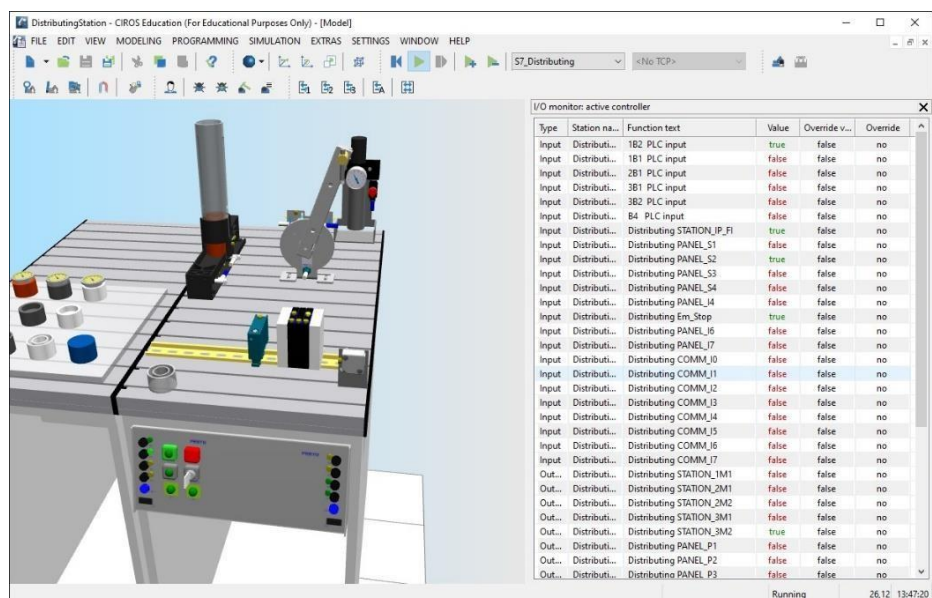 DistributingStation - CIROS Education (For Educational Purposes Only) - [Model]
FILE EDIT VIEW MODELING PROGRAMMING SIMULATION EXTRAS SETTINGS WINDOW HELP
S7_Distributing <No TCP>
I/O monitor: active controller
Type Station na... Function text Value Override v... Override
Input Distributi... 1B2 PLC input true false no
Input Distributi... 1B1 PLC input false false no
Input Distributi... 2B1 PLC input false false no
Input Distributi... 3B1 PLC input false false no
Input Distributi... 3B2 PLC input false false no
Input Distributi... B4 PLC input false false no
Input Distributi... Distributing STATION_IP_FI true false no
Input Distributi... Distributing PANEL_S1 false false no
Input Distributi... Distributing PANEL_S2 true false no
Input Distributi... Distributing PANEL_S3 false false no
Input Distributi... Distributing PANEL_S4 false false no
Input Distributi... Distributing PANEL_I4 false false no
Input Distributi... Distributing Em_Stop true false no
Input Distributi... Distributing PANEL_I6 false false no
Input Distributi... Distributing PANEL_I7 false false no
Input Distributi... Distributing COMM_I0 false false no
Input Distributi... Distributing COMM_I1 false false no
Input Distributi... Distributing COMM_I2 false false no
Input Distributi... Distributing COMM_I3 false false no
Input Distributi... Distributing COMM_I4 false false no
Input Distributi... Distributing COMM_I5 false false no
Input Distributi... Distributing COMM_I6 false false no
Input Distributi... Distributing COMM_I7 false false no
Out... Distributi... Distributing STATION_1M1 false false no
Out... Distributi... Distributing STATION_2M1 false false no
Out... Distributi... Distributing STATION_2M2 false false no
Out... Distributi... Distributing STATION_3M1 false false no
Out... Distributi... Distributing STATION_3M2 true false no
Out... Distributi... Distributing PANEL_P1 false false no
Out... Distributi... Distributing PANEL_P2 false false no
Out... Distributi... Distributing PANEL_P3 false false no
Running 26.12 13:47:20